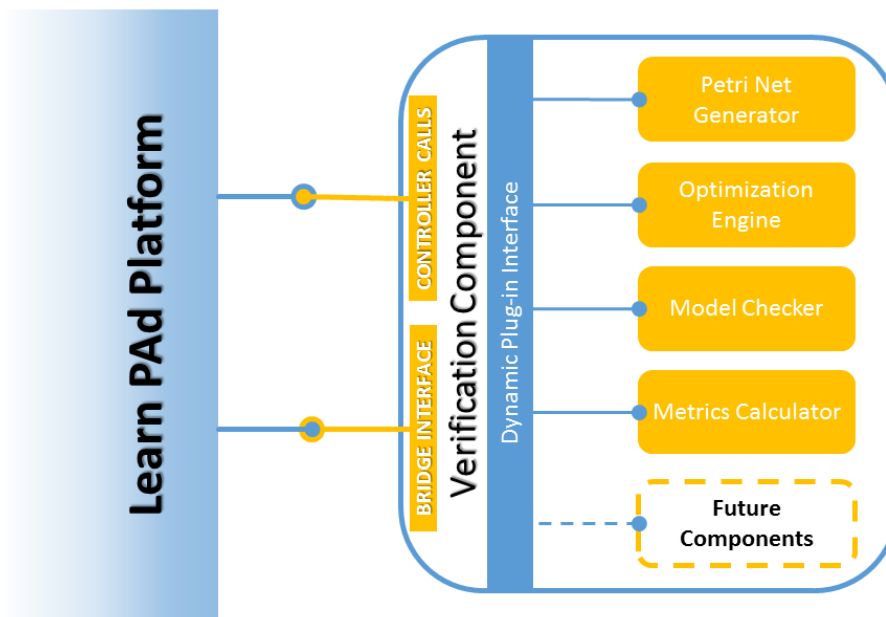 Learn PAd Platform
CONTROLLER CALLS
BRIDGE INTERFACE
Verification Component
Dynamic Plug-in Interface
Petri Net
Generator
Optimization
Engine
Model Checker
Metrics Calculator
Future
Components